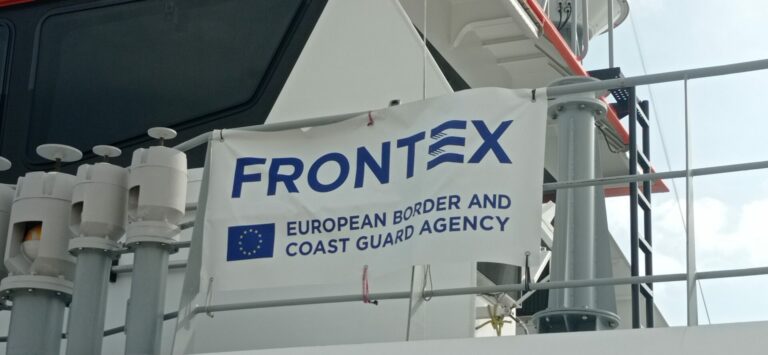 FRONTEX
EUROPEAN BORDER AND
COAST GUARD AGENCY